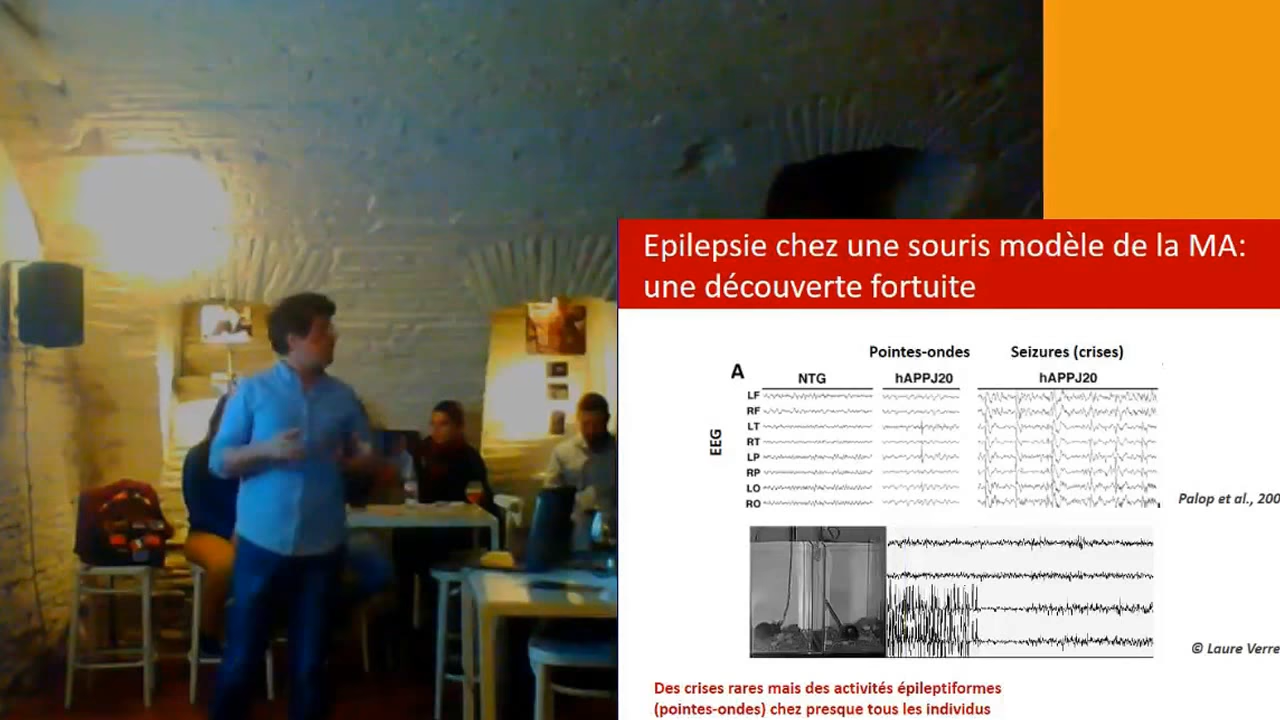 Epilepsie chez une souris modèle de la MA:
une découverte fortuite
Pointes-ondes Seizures (crises)
A NTG hAPPJ20 hAPPJ20
EEG
LF
RF
LT
RT
LP
RP
LO
RO
Palop et al., 200
© Laure Verre
Des crises rares mais des activités épileptiformes
(pointes-ondes) chez presque tous les individus